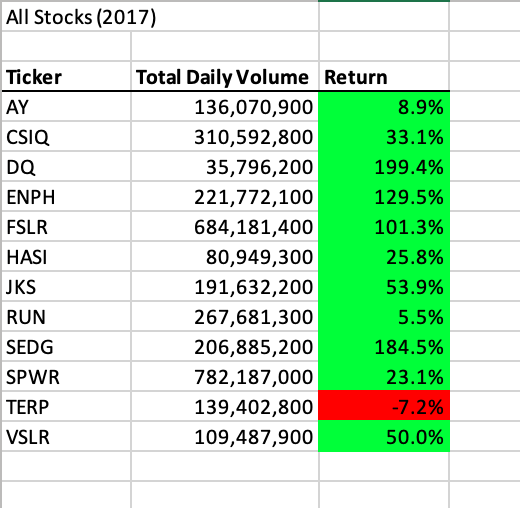 All Stocks (2017)
Ticker Total Daily Volume Return
AY 136,070,900 8.9%
CSIQ 310,592,800 33.1%
DQ 35,796,200 199.4%
ENPH 221,772,100 129.5%
FSLR 684,181,400 101.3%
HASI 80,949,300 25.8%
JKS 191,632,200 53.9%
RUN 267,681,300 5.5%
SEDG 206,885,200 184.5%
SPWR 782,187,000 23.1%
TERP 139,402,800 -7.2%
VSLR 109,487,900 50.0%